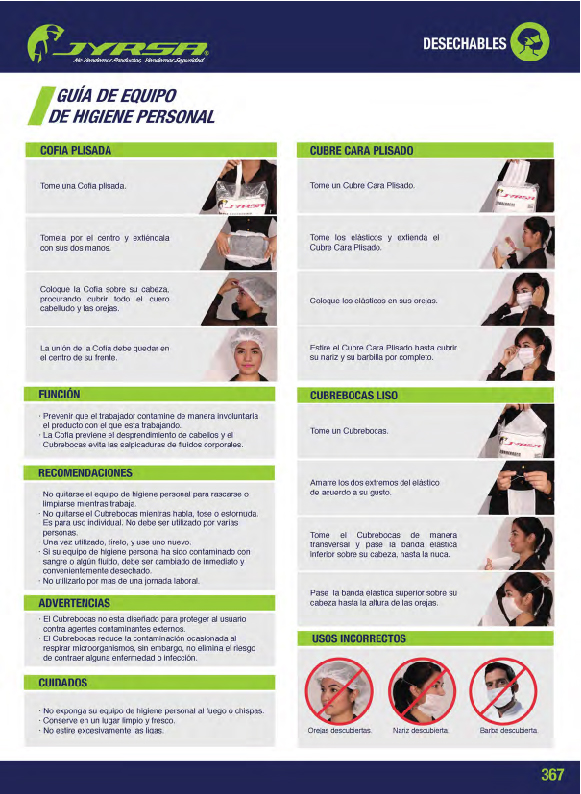 JYRSA®
No Vendemos Productos, Vendemos Seguridad
DESECHABLES
GUÍA DE EQUIPO
DE HIGIENE PERSONAL
COFIA PLISADA
Tome una Cofia plisada.
Tomela por el centro y extiéncala
con sus dos manos.
Coloque la Cofia sobre su cabeza,
procurando cubrir todo el cuero
cabelludo y las orejas.
La unión de la Cofia debe quedar en
el centro de su frente.
FUNCIÓN
· Prevenir que el trabajador contamine de manera involuntaria
el producto con el que esta trabajando.
· La Cofia previene el desprendimiento de cabellos y el
Cubrebocas evita las salpicaduras de fluidos corporales.
RECOMENDACIONES
No quitarse el equipo de higiene personal para rascarse o
limpiarse mientras trabaja.
· No quitarse el Cubrebocas mientras habla, tose o estornuda.
Es para uso individual. No debe ser utilizado por varias
personas.
Una vez utilizado, tírelo, y use uno nuevo.
· Si su equipo de higiene personal ha sido contaminado con
sangre o algún fluido, debe ser cambiado de inmediato y
convenientemente desechado.
· No utilizarlo por mas de una jornada laboral.
ADVERTENCIAS
· El Cubrebocas no esta diseñado para proteger al usuario
contra agentes contaminantes externos.
· El Cubrebocas reduce la contaminación ocasionada al
respirar microorganismos, sin embargo, no elimina el riesgo
de contraer alguna enfermedad o infección.
CUIDADOS
· No exponga su equipo de higiene personal al fuego o chispas.
· Conserve en un lugar limpio y fresco.
· No estire excesivamente las ligas.
CUBRE CARA PLISADO
Tome un Cubre Cara Plisado.
Tome los elásticos y extienda el
Cubre Cara Plisado.
Coloque los elásticos en sus orejas.
Estire el Cubre Cara Plisado hasta cubrir
su nariz y su barbilla por completo.
CUBREBOCAS LISO
Tome un Cubrebocas.
Amarre los dos extremos del elástico
de acuerdo a su gusto.
Tome el Cubrebocas de manera
transversal y pase la banda elástica
inferior sobre su cabeza, hasta la nuca.
Pase la banda elástica superior sobre su
cabeza hasta la altura de las orejas.
USOS INCORRECTOS
Orejas descubiertas.
Nariz descubierta.
Barba descubierta.
367